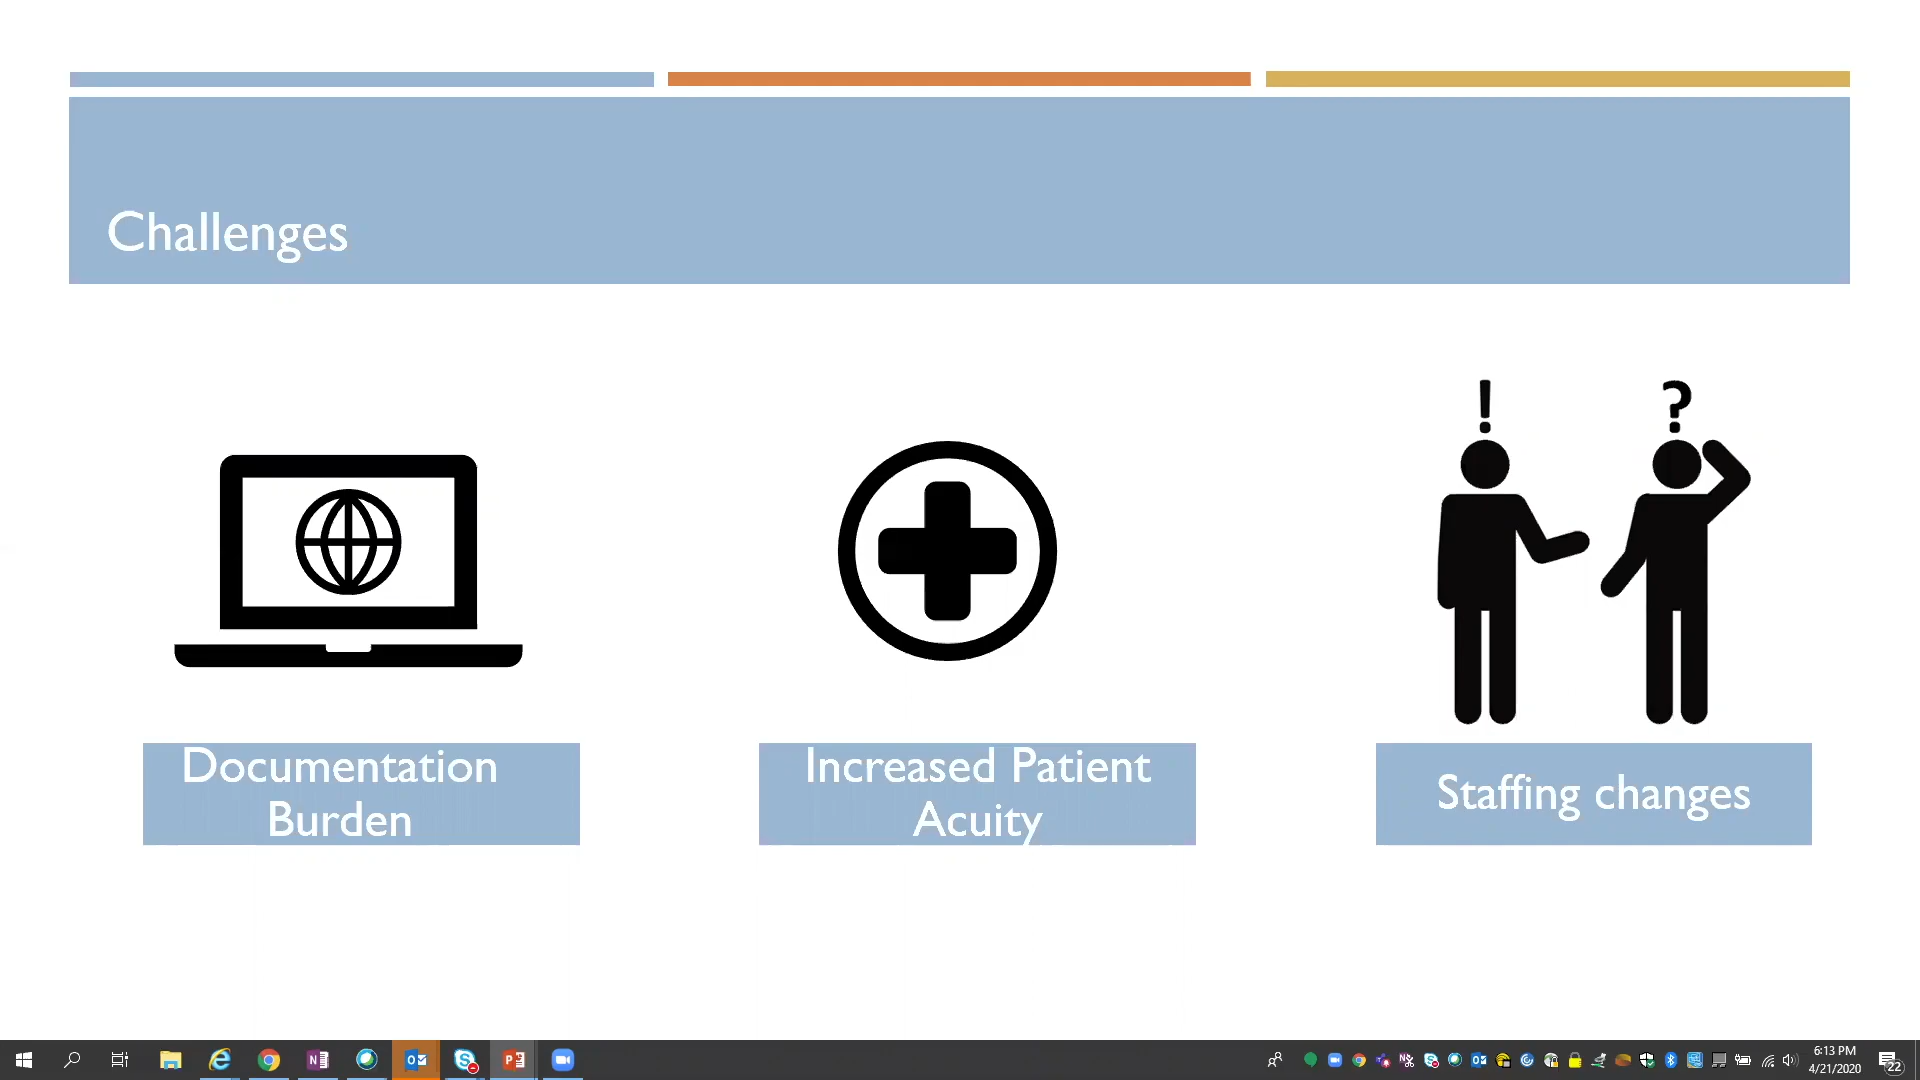 Challenges
!
?
Documentation
Burden
Increased Patient
Acuity
Staffing changes
6:13 PM
4/21/2020
22